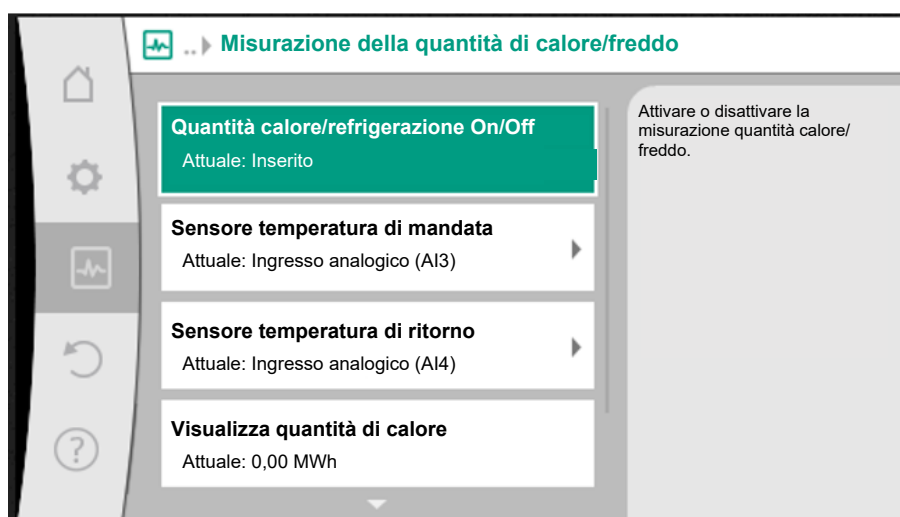 ..▸ Misurazione della quantità di calore/freddo
Quantità calore/refrigerazione On/Off
Attuale: Inserito
Sensore temperatura di mandata
Attuale: Ingresso analogico (AI3)
Sensore temperatura di ritorno
Attuale: Ingresso analogico (AI4)
Visualizza quantità di calore
Attuale: 0,00 MWh
Attivare o disattivare la
misurazione quantità calore/
freddo.
?